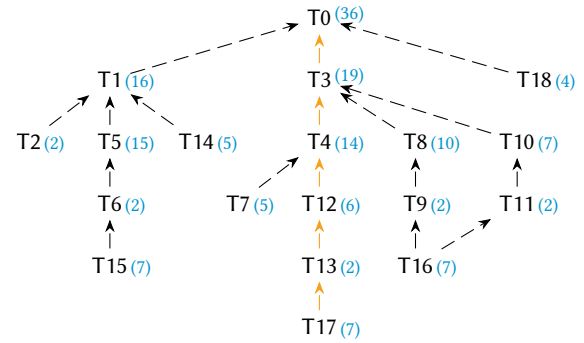 T0 (36)
T1 (16) T3 (19) T18 (4)
T2 (2) T5 (15) T14 (5) T4 (14) T8 (10) T10 (7)
T6 (2) T7 (5) T12 (6) T9 (2) T11 (2)
T15 (7) T13 (2) T16 (7)
T17 (7)